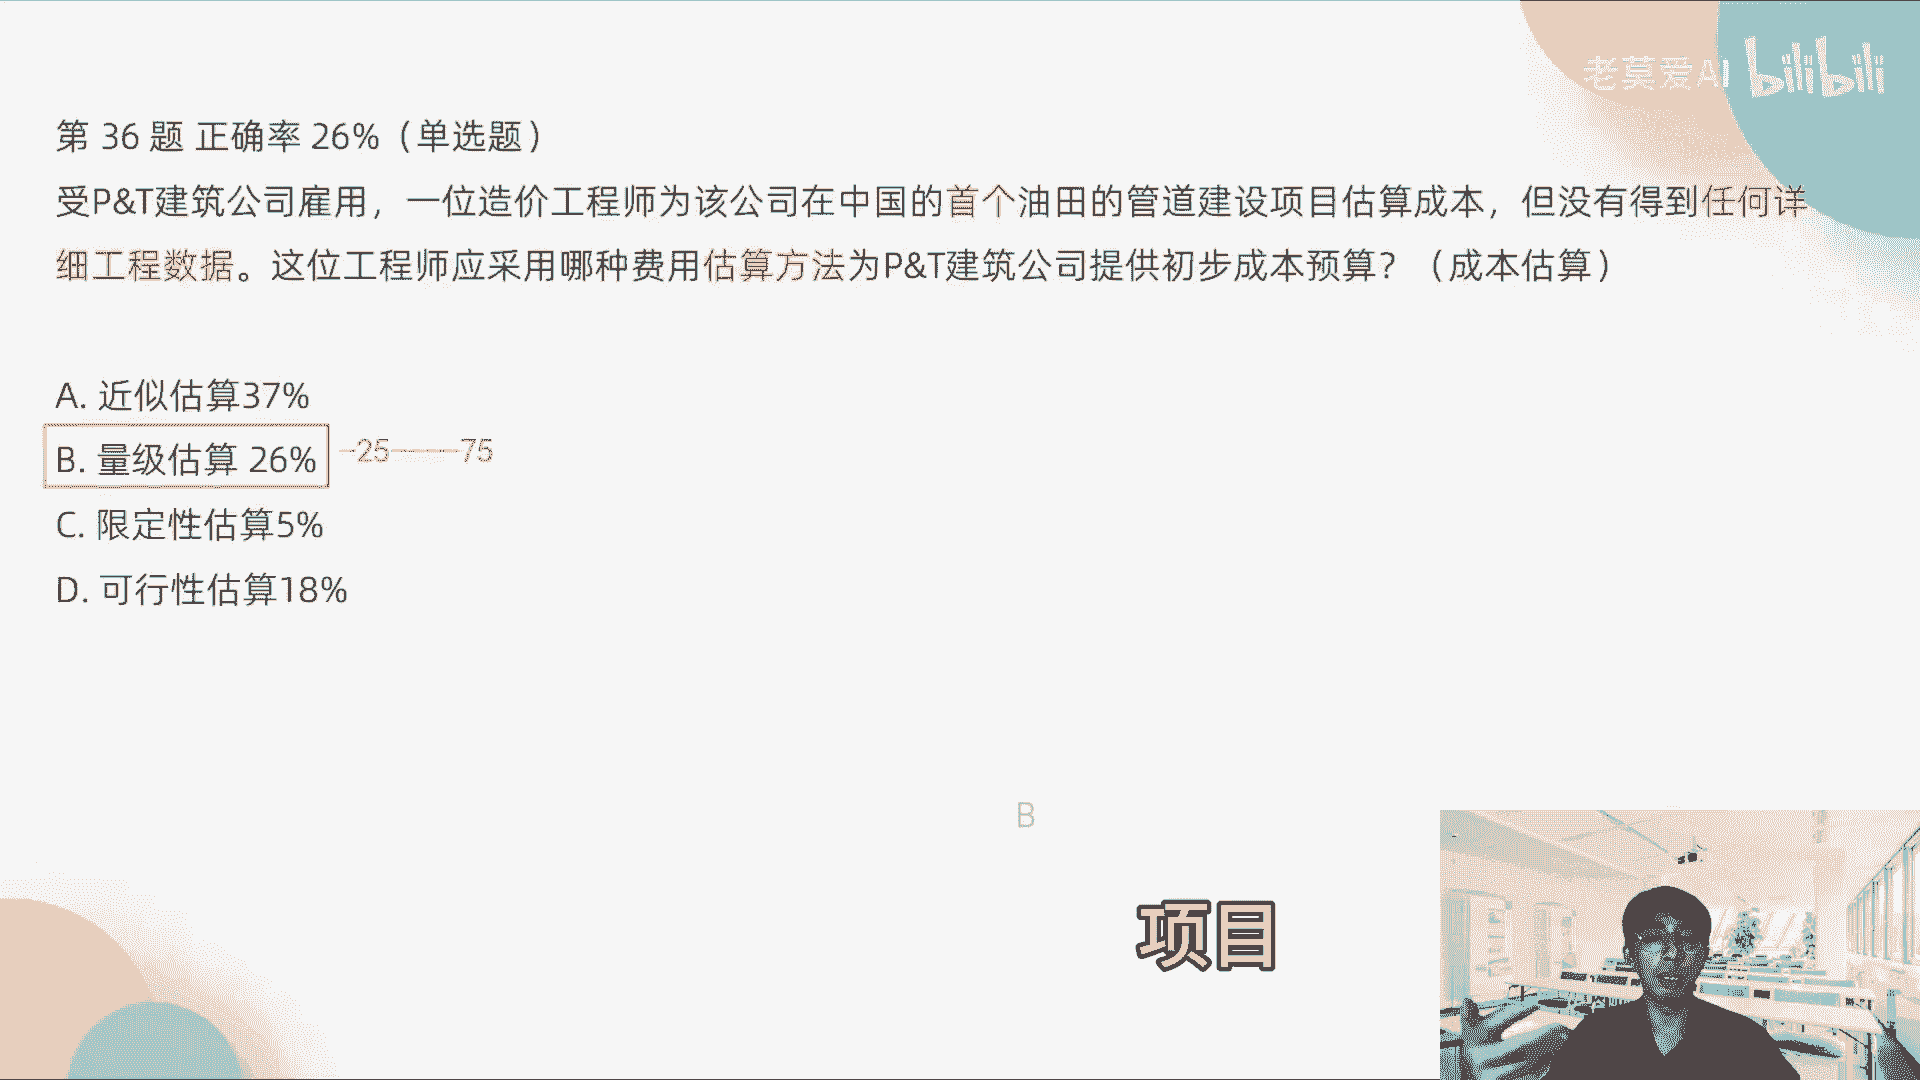 老莫爱AI bilibili
第 36 题 正确率 26%（单选题）
受P&T建筑公司雇用，一位造价工程师为该公司在中国的首个油田的管道建设项目估算成本，但没有得到任何详
细工程数据。这位工程师应采用哪种费用估算方法为P&T建筑公司提供初步成本预算？（成本估算）
A. 近似估算37%
B. 量级估算 26%
-25——75
C. 限定性估算5%
D. 可行性估算18%
B
项目